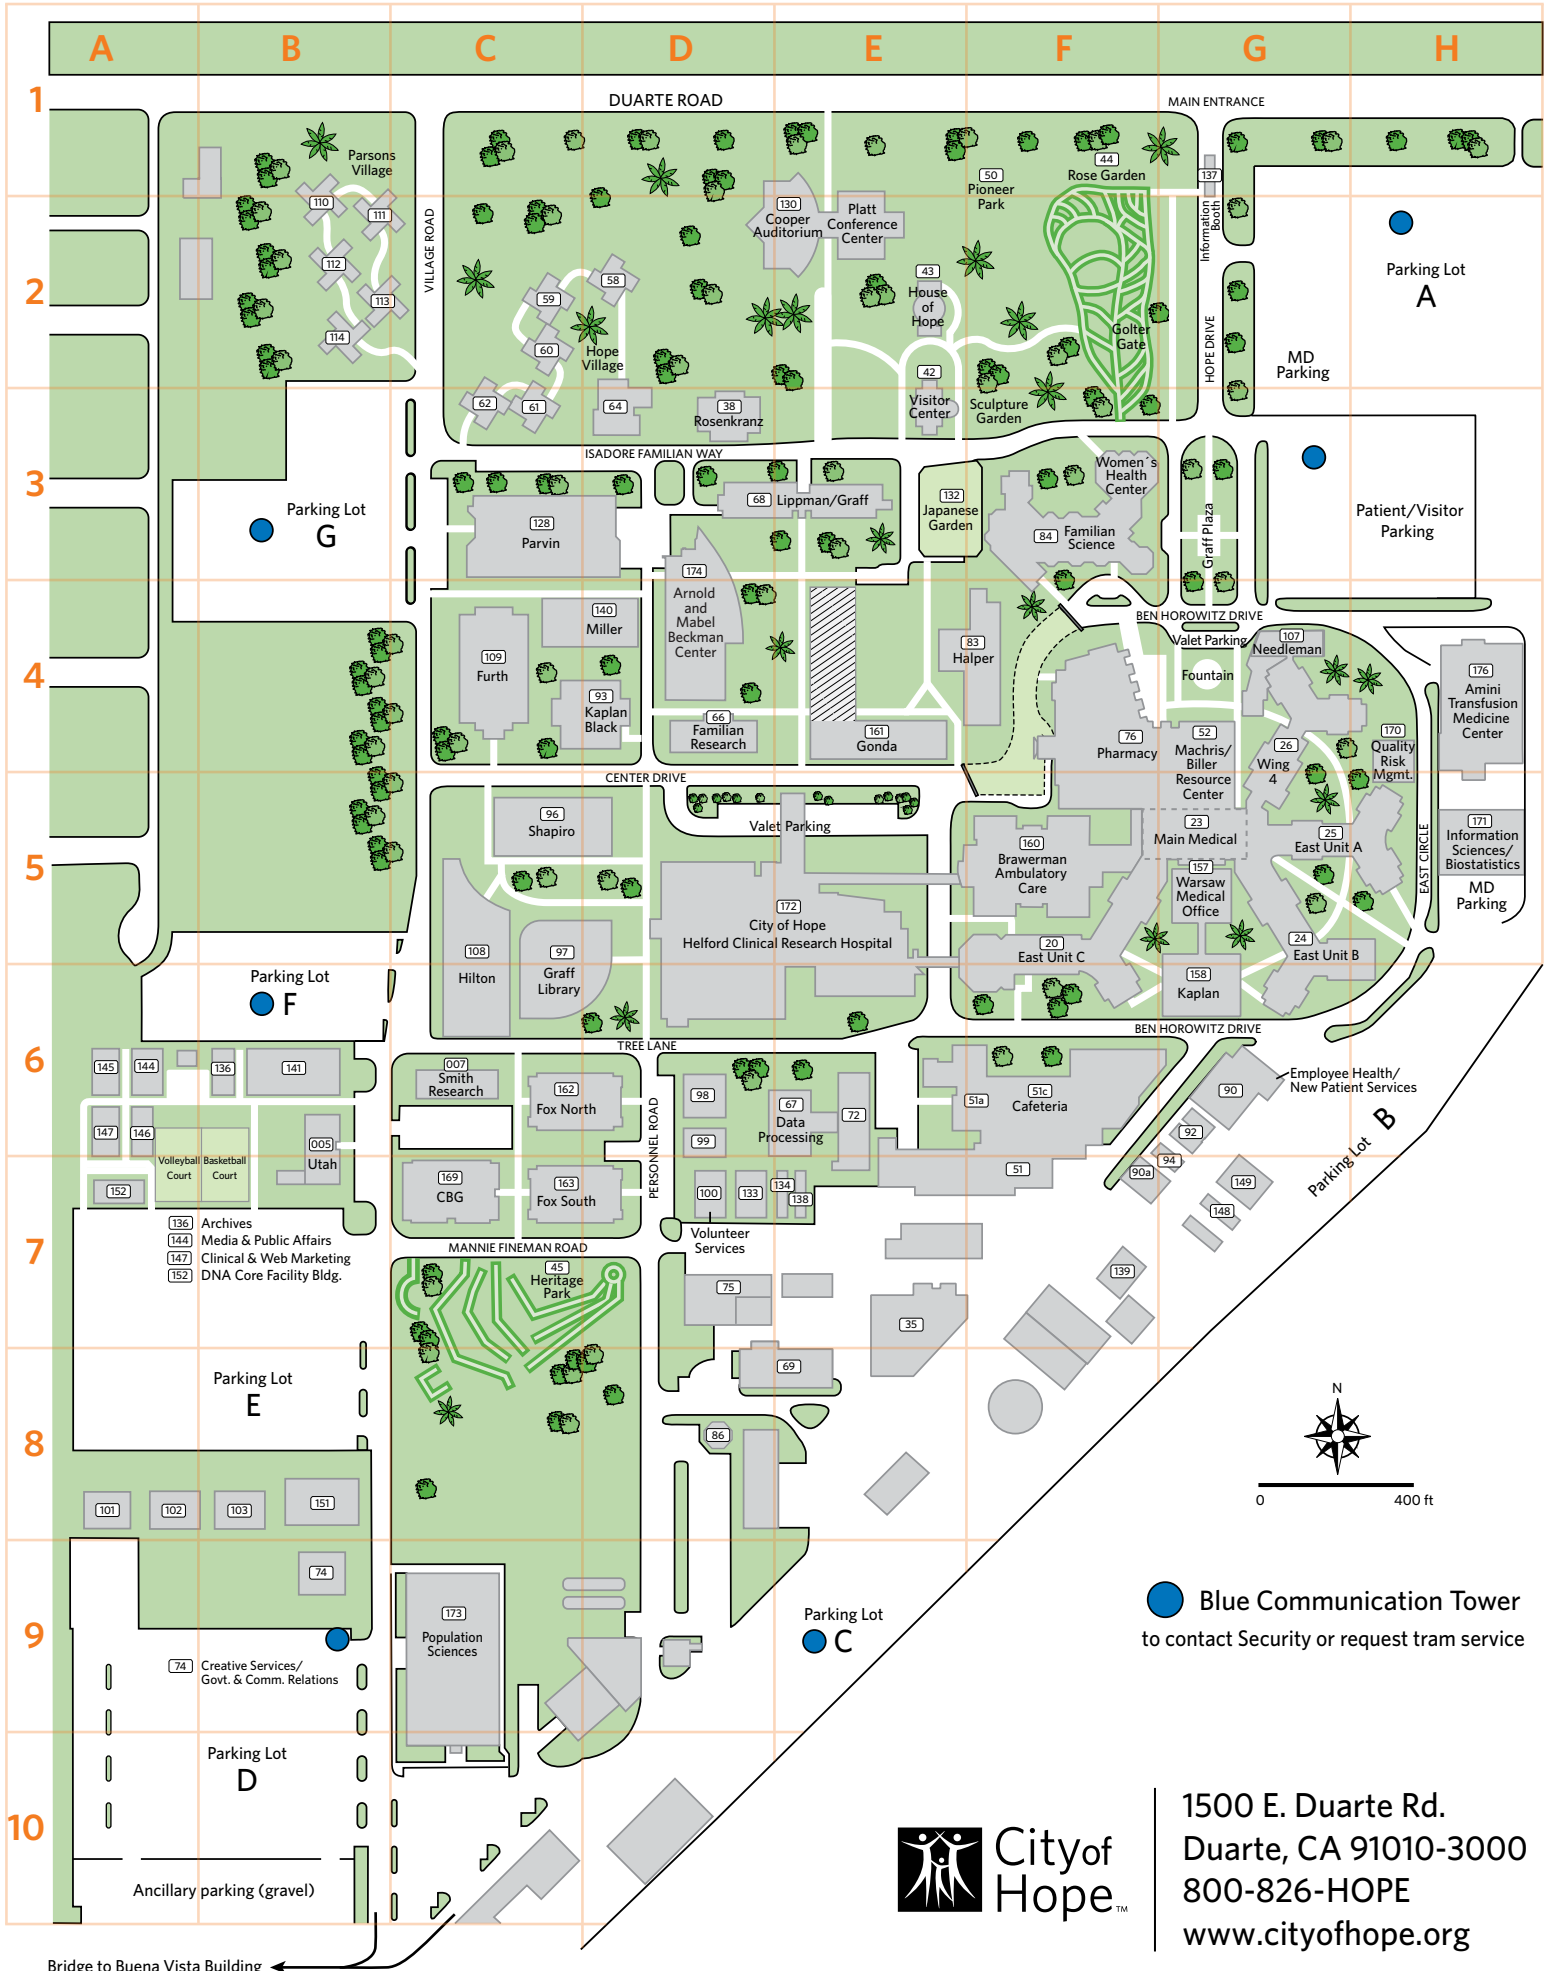 A B C D E F G H
1
DUARTE ROAD
MAIN ENTRANCE
Parsons
Village
110
111
112
113
114
VILLAGE ROAD
44
Rose Garden
50
Pioneer
Park
137
Information
Booth
130
Cooper
Auditorium
Platt
Conference
Center
2
58
59
60
61
62
64
Hope
Village
43
House
of
Hope
42
Visitor
Center
Golter
Gate
Sculpture
Garden
HOPE DRIVE
Parking Lot
A
MD
Parking
38
Rosenkranz
ISADORE FAMILIAN WAY
3
Parking Lot
G
128
Parvin
68
Lippman/Graff
132
Japanese
Garden
Women´s
Health
Center
84
Familian
Science
Graff Plaza
Patient/Visitor
Parking
174
Arnold
and
Mabel
Beckman
Center
140
Miller
109
Furth
93
Kaplan
Black
83
Halper
BEN HOROWITZ DRIVE
Valet Parking
107
Needleman
Fountain
4
176
Amini
Transfusion
Medicine
Center
66
Familian
Research
161
Gonda
76
Pharmacy
52
Machris/
Biller
Resource
Center
26
Wing
4
170
Quality
Risk
Mgmt.
CENTER DRIVE
96
Shapiro
Valet Parking
5
160
Brawerman
Ambulatory
Care
23
Main Medical
25
East Unit A
EAST CIRCLE
171
Information
Sciences/
Biostatistics
MD
Parking
157
Warsaw
Medical
Office
172
City of Hope
Helford Clinical Research Hospital
108
Hilton
97
Graff
Library
20
East Unit C
24
East Unit B
158
Kaplan
Parking Lot
F
TREE LANE
BEN HOROWITZ DRIVE
6
145
144
136
141
147
146
005
Utah
Volleyball
Court
Basketball
Court
152
007
Smith
Research
162
Fox North
169
CBG
163
Fox South
PERSONNEL ROAD
98
99
67
Data
Processing
72
100
133
134
138
Volunteer
Services
51a
51c
Cafeteria
51
90
Employee Health/
New Patient Services
92
94
90a
149
148
139
Parking Lot
B
136 Archives
144 Media & Public Affairs
147 Clinical & Web Marketing
152 DNA Core Facility Bldg.
7
MANNIE FINEMAN ROAD
45
Heritage
Park
75
35
69
Parking Lot
E
8
86
N
0 400 ft
101
102
103
151
74
9
173
Population
Sciences
74 Creative Services/
Govt. & Comm. Relations
Parking Lot
C
Blue Communication Tower
to contact Security or request tram service
Parking Lot
D
10
Ancillary parking (gravel)
Bridge to Buena Vista Building
City of
Hope™
1500 E. Duarte Rd.
Duarte, CA 91010-3000
800-826-HOPE
www.cityofhope.org